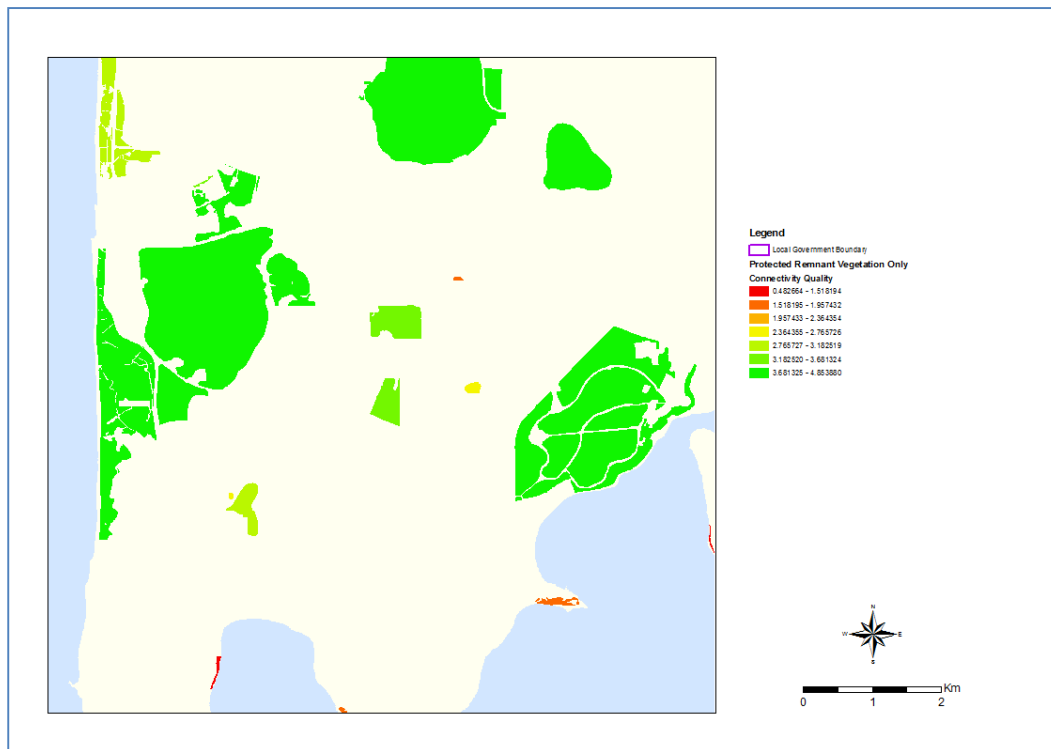 Legend
Local Government Boundary
Protected Remnant Vegetation Only
Connectivity Quality
0.482664 - 1.518194
1.518195 - 1.957432
1.957433 - 2.364354
2.364355 - 2.765726
2.765727 - 3.182519
3.182520 - 3.681324
3.681325 - 4.853880
N
W E
S
Km
0 1 2